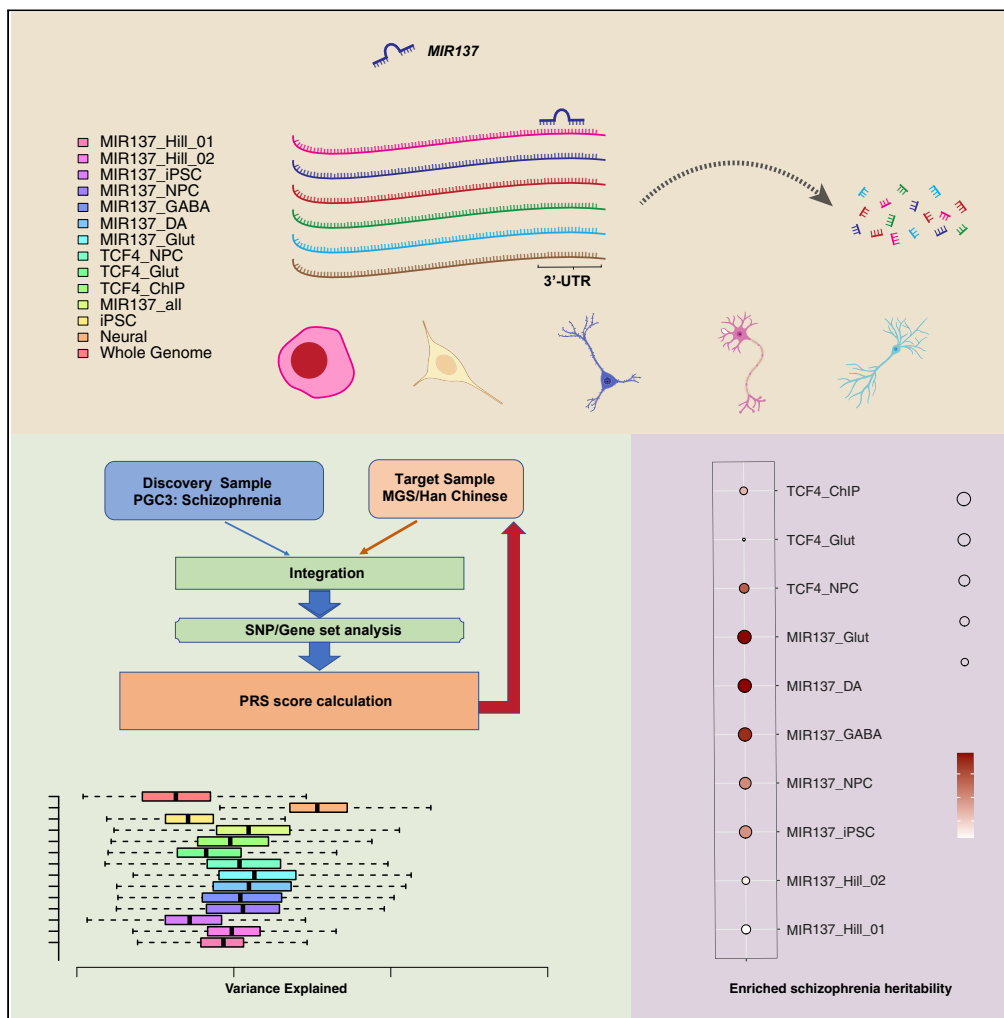 MIR137
MIR137_Hill_01
MIR137_Hill_02
MIR137_iPSC
MIR137_NPC
MIR137_GABA
MIR137_DA
MIR137_Glut
TCF4_NPC
TCF4_Glut
TCF4_ChIP
MIR137_all
iPSC
Neural
Whole Genome
3'-UTR
Discovery Sample
PGC3: Schizophrenia
Target Sample
MGS/Han Chinese
Integration
SNP/Gene set analysis
PRS score calculation
Variance Explained
TCF4_ChIP
TCF4_Glut
TCF4_NPC
MIR137_Glut
MIR137_DA
MIR137_GABA
MIR137_NPC
MIR137_iPSC
MIR137_Hill_02
MIR137_Hill_01
Enriched schizophrenia heritability